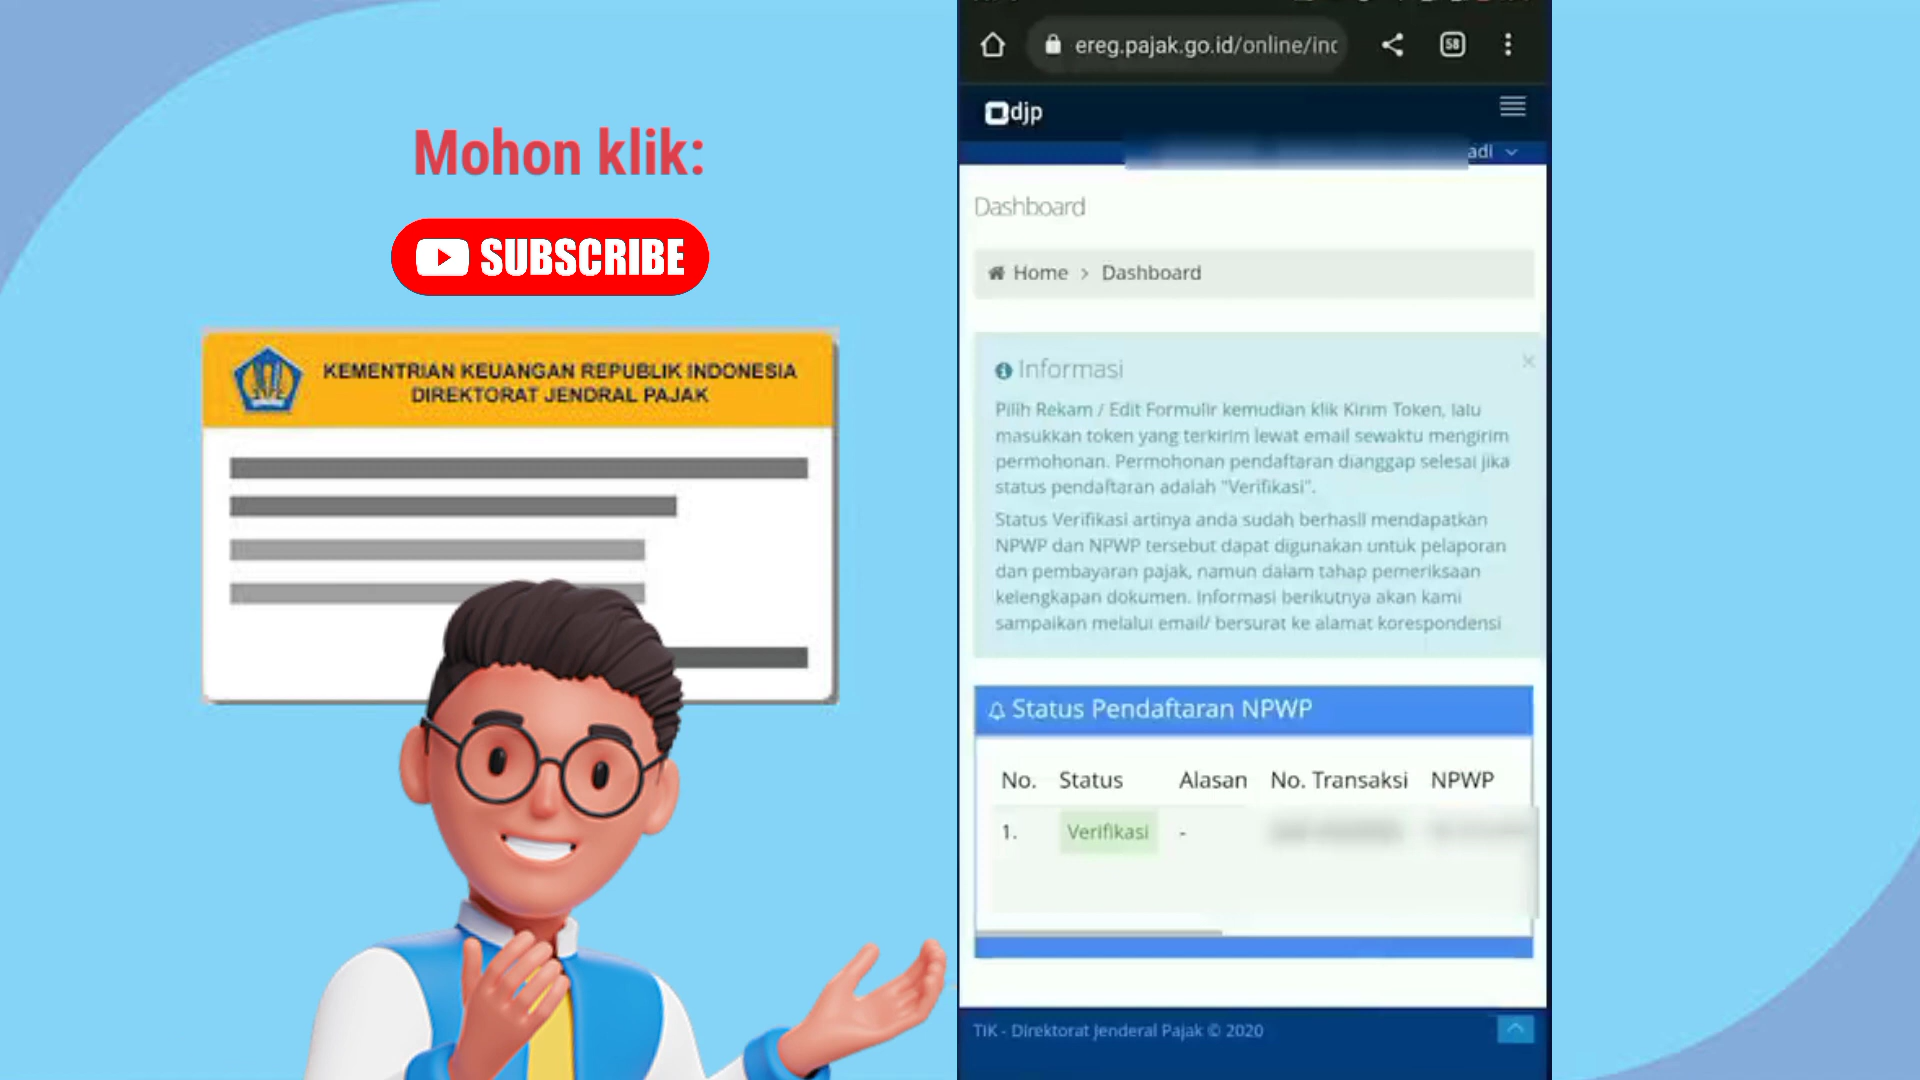 Mohon klik:
SUBSCRIBE
KEMENTRIAN KEUANGAN REPUBLIK INDONESIA
DIREKTORAT JENDRAL PAJAK
ereg.pajak.go.id/online/inc
58
djp
adi
Dashboard
Home > Dashboard
Informasi
Pilih Rekam / Edit Formulir kemudian klik Kirim Token, lalu
masukkan token yang terkirim lewat email sewaktu mengirim
permohonan. Permohonan pendaftaran dianggap selesai jika
status pendaftaran adalah "Verifikasi".
Status Verifikasi artinya anda sudah berhasil mendapatkan
NPWP dan NPWP tersebut dapat digunakan untuk pelaporan
dan pembayaran pajak, namun dalam tahap pemeriksaan
kelengkapan dokumen. Informasi berikutnya akan kami
sampaikan melalui email/ bersurat ke alamat korespondensi
Status Pendaftaran NPWP
No. Status Alasan No. Transaksi NPWP
1. Verifikasi -
TIK - Direktorat Jenderal Pajak © 2020